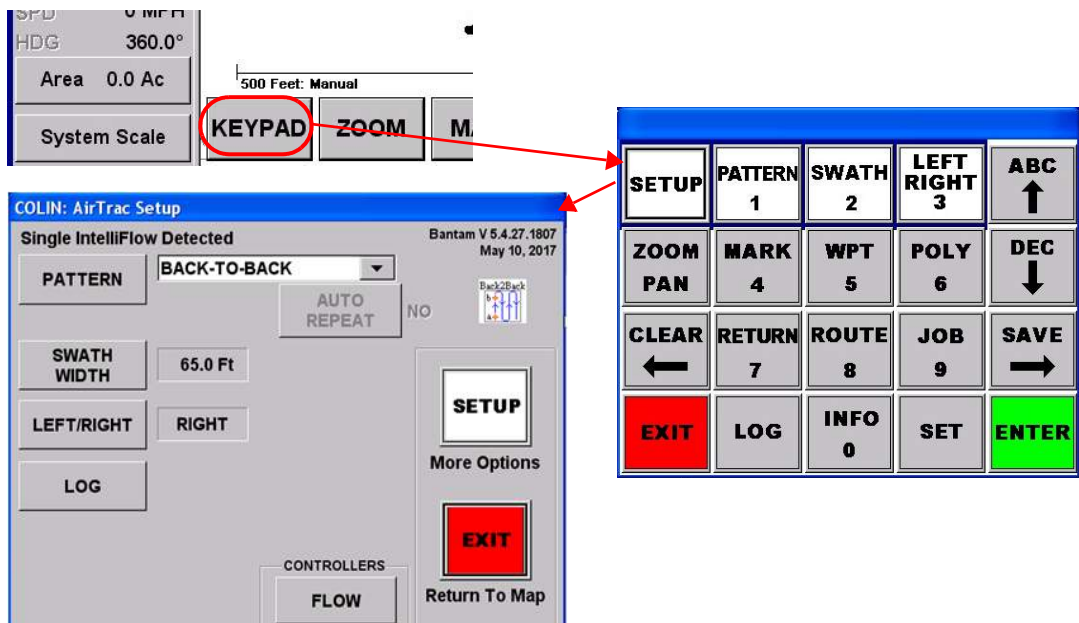 SPD 0 MPH
HDG 360.0°
Area 0.0 Ac
System Scale
500 Feet: Manual
KEYPAD ZOOM
SETUP PATTERN 1 SWATH 2 LEFT RIGHT 3 ABC
ZOOM PAN MARK 4 WPT 5 POLY 6 DEC
CLEAR RETURN 7 ROUTE 8 JOB 9 SAVE
EXIT LOG INFO 0 SET ENTER
COLIN: AirTrac Setup
Single IntelliFlow Detected
Bantam V 5.4.27.1807
May 10, 2017
PATTERN BACK-TO-BACK
AUTO REPEAT NO
Back2Back
b
a
SWATH WIDTH 65.0 Ft
LEFT/RIGHT RIGHT
LOG
SETUP
More Options
EXIT
Return To Map
CONTROLLERS
FLOW